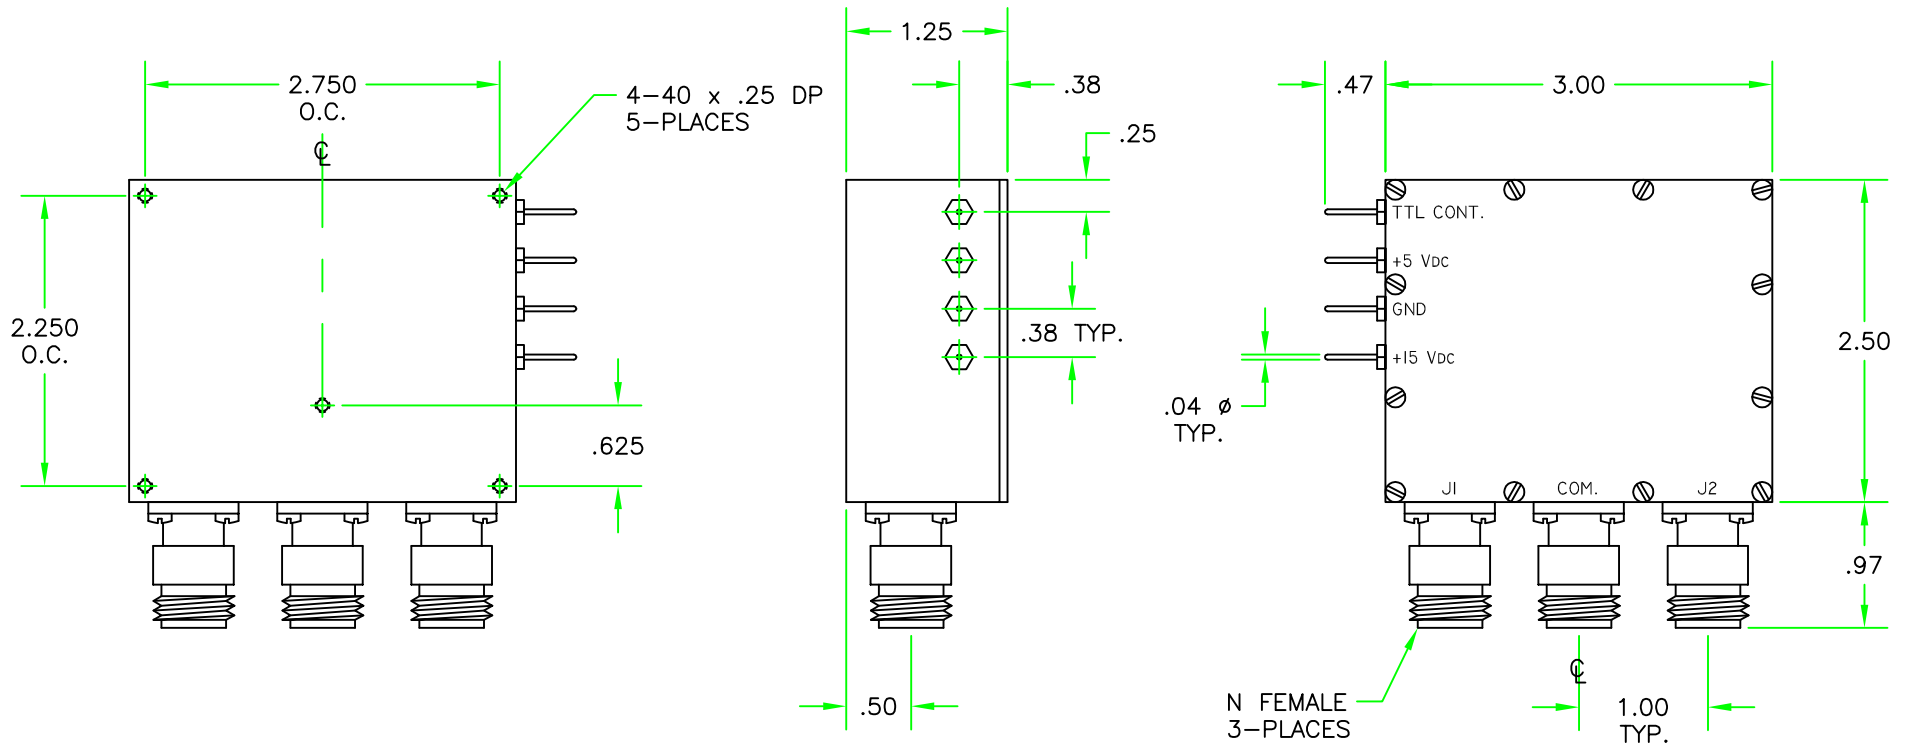 2.750
O.C.
℄
4-40 x .25 DP
5-PLACES
2.250
O.C.
.625
1.25
.38
.25
.38 TYP.
.50
.47
3.00
TTL CONT.
+5 VDC
GND
+15 VDC
.04 ø
TYP.
2.50
J1
COM.
J2
.97
℄
N FEMALE
3-PLACES
1.00
TYP.